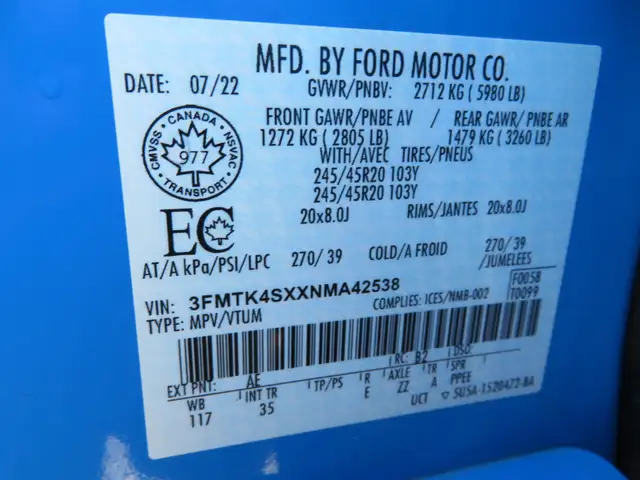 MFD. BY FORD MOTOR CO.
DATE: 07/22 GVWR/PNBV: 2712 KG ( 5980 LB)
FRONT GAWR/ PNBE AV / REAR GAWR/ PNBE AR
1272 KG ( 2805 LB) 1479 KG ( 3260 LB)
WITH/AVEC TIRES/PNEUS
245/45R20 103Y
245/45R20 103Y
20x8.0J RIMS/JANTES 20x8.0J
CMVSS - CANADA - NSVAC
977
TRANSPORT
EC
AT/A kPa/PSI/LPC 270/ 39 COLD/A FROID 270/ 39
/JUMELEES
VIN: 3FMTK4SXXNMA42538
F0058
T0099
TYPE: MPV/VTUM COMPLIES: ICES/NMB-002
RC: B2 DSO:
EXT PNT: AE
WB INT TR TP/PS R AXLE TR SPR
117 35 E ZZ A PPEE
UCT ▽ SU5A-1520472-BA